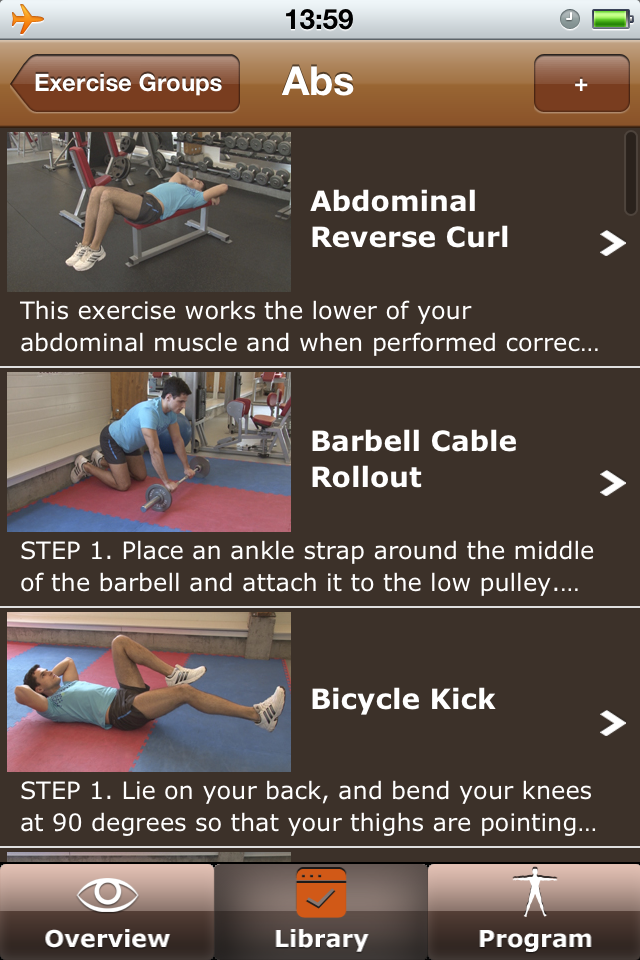 13:59
Exercise Groups
Abs
+
Abdominal
Reverse Curl
This exercise works the lower of your
abdominal muscle and when performed correc...
Barbell Cable
Rollout
STEP 1. Place an ankle strap around the middle
of the barbell and attach it to the low pulley....
Bicycle Kick
STEP 1. Lie on your back, and bend your knees
at 90 degrees so that your thighs are pointing...
Overview
Library
Program